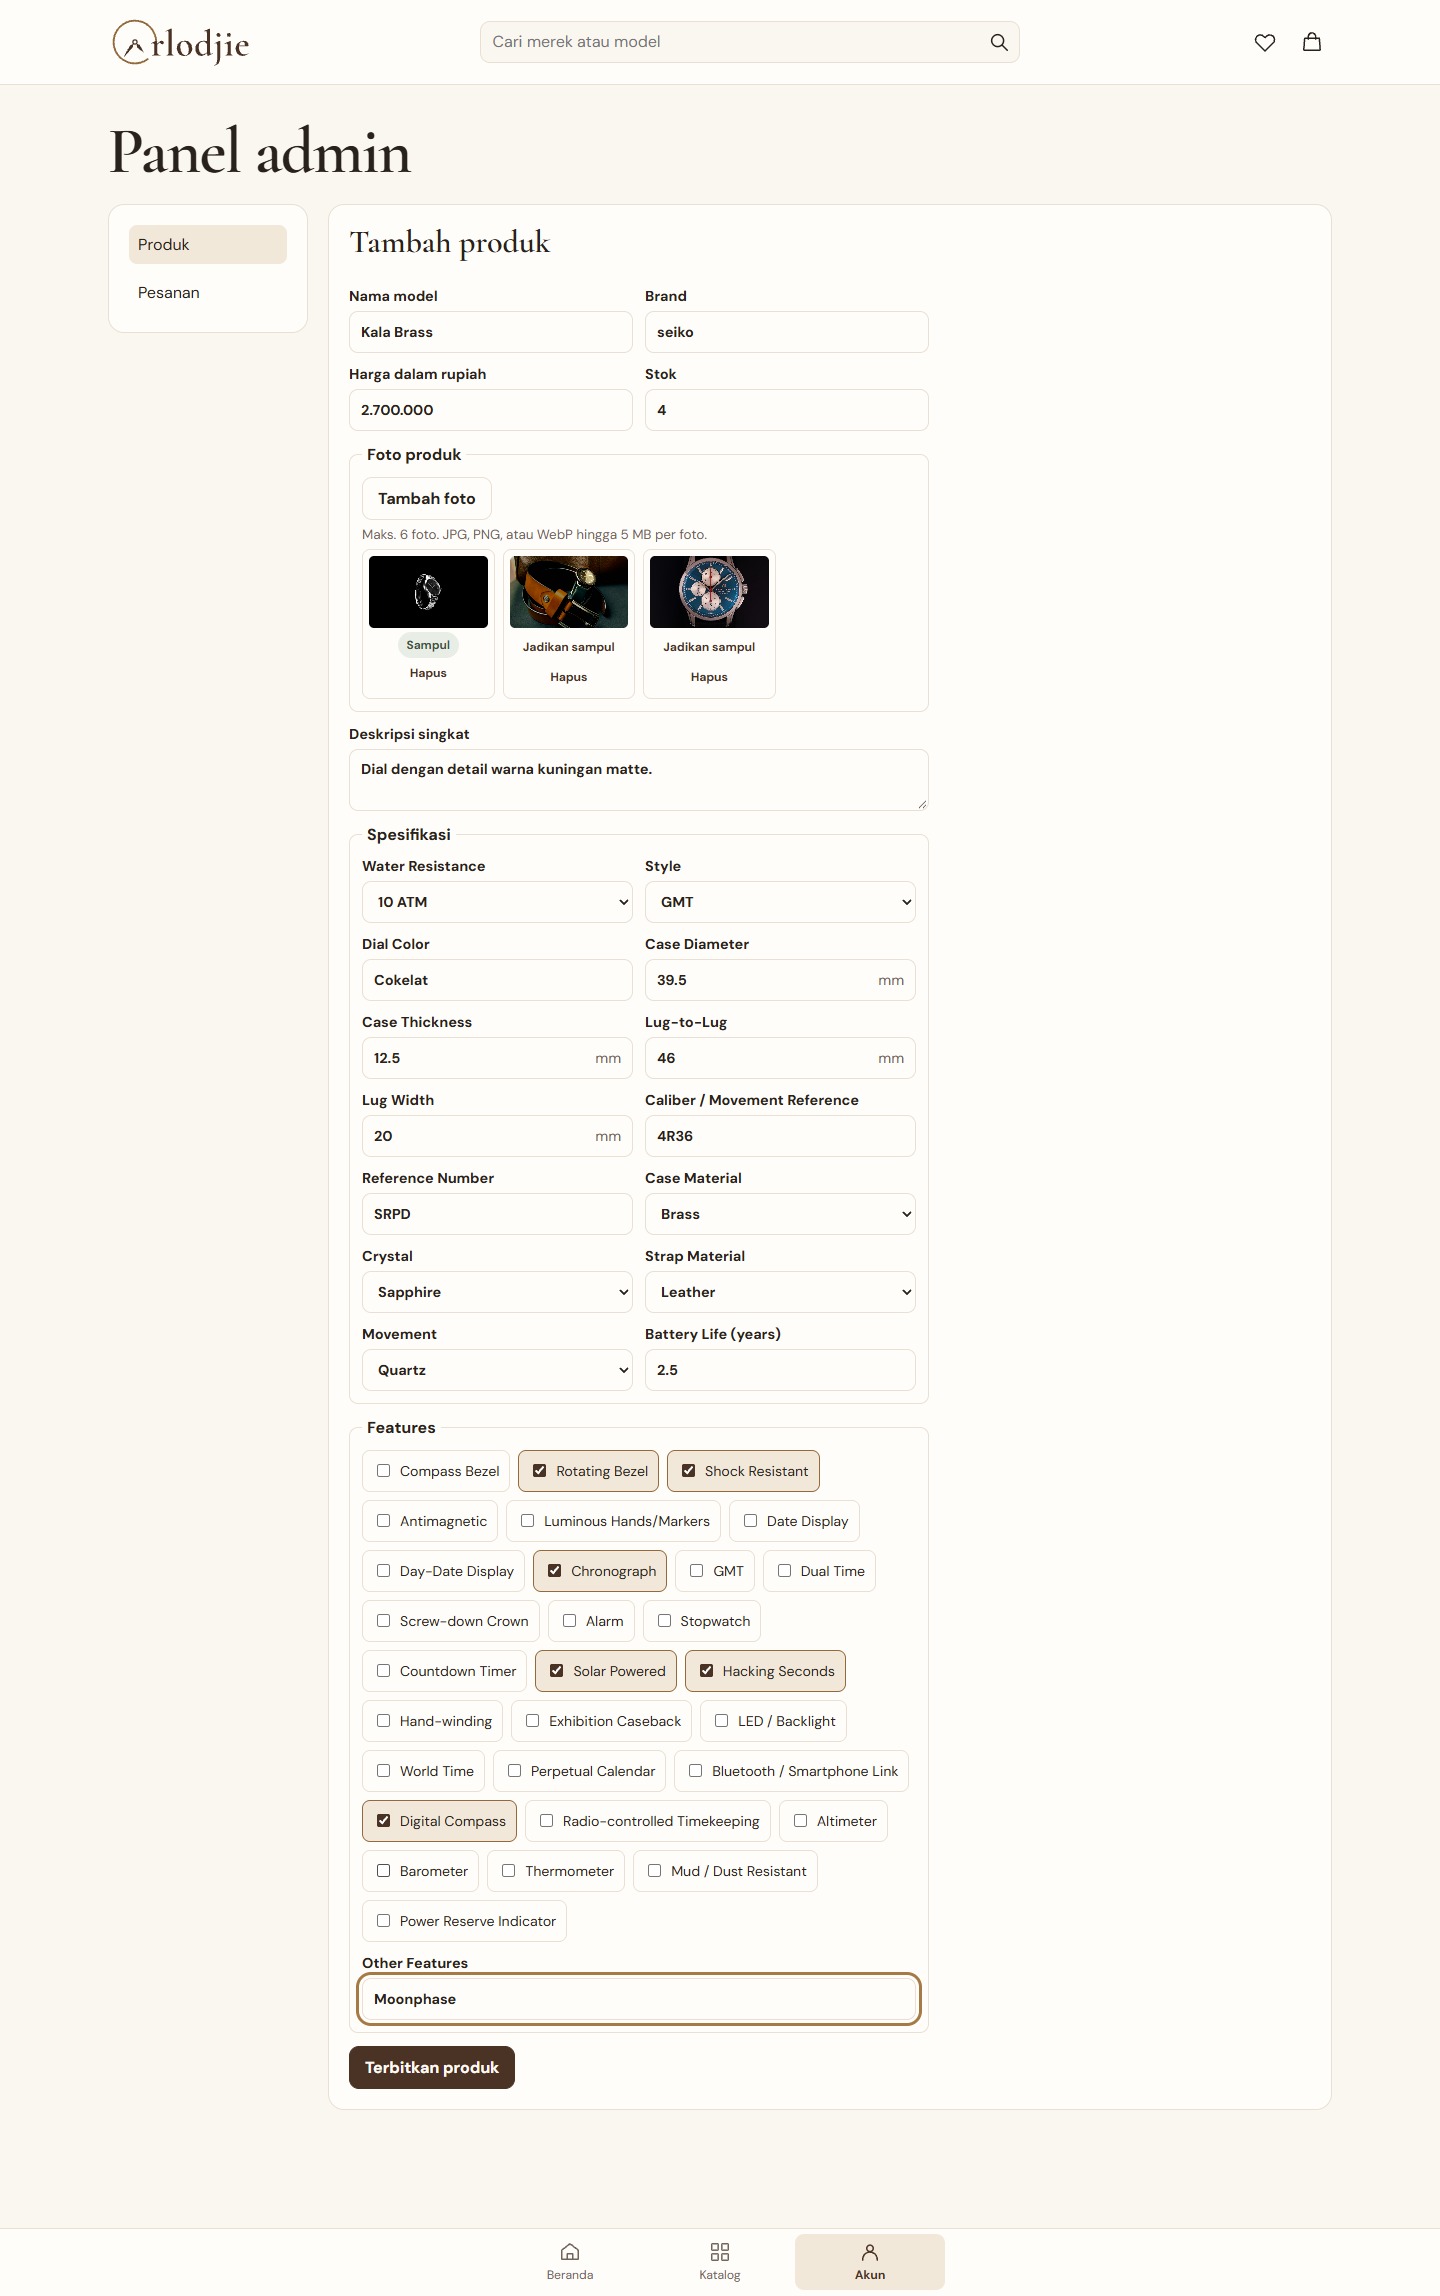 rlodjie
Cari merek atau model
Panel admin
Produk
Pesanan
Tambah produk
Nama model Brand
Kala Brass seiko
Harga dalam rupiah Stok
2.700.000 4
Foto produk
Tambah foto
Maks. 6 foto. JPG, PNG, atau WebP hingga 5 MB per foto.
Sampul Jadikan sampul Jadikan sampul
Hapus Hapus Hapus
Deskripsi singkat
Dial dengan detail warna kuningan matte.
Spesifikasi
Water Resistance Style
10 ATM GMT
Dial Color Case Diameter
Cokelat 39.5 mm
Case Thickness Lug-to-Lug
12.5 mm 46 mm
Lug Width Caliber / Movement Reference
20 mm 4R36
Reference Number Case Material
SRPD Brass
Crystal Strap Material
Sapphire Leather
Movement Battery Life (years)
Quartz 2.5
Features
Compass Bezel Rotating Bezel Shock Resistant
Antimagnetic Luminous Hands/Markers Date Display
Day-Date Display Chronograph GMT Dual Time
Screw-down Crown Alarm Stopwatch
Countdown Timer Solar Powered Hacking Seconds
Hand-winding Exhibition Caseback LED / Backlight
World Time Perpetual Calendar Bluetooth / Smartphone Link
Digital Compass Radio-controlled Timekeeping Altimeter
Barometer Thermometer Mud / Dust Resistant
Power Reserve Indicator
Other Features
Moonphase
Terbitkan produk
Beranda Katalog Akun